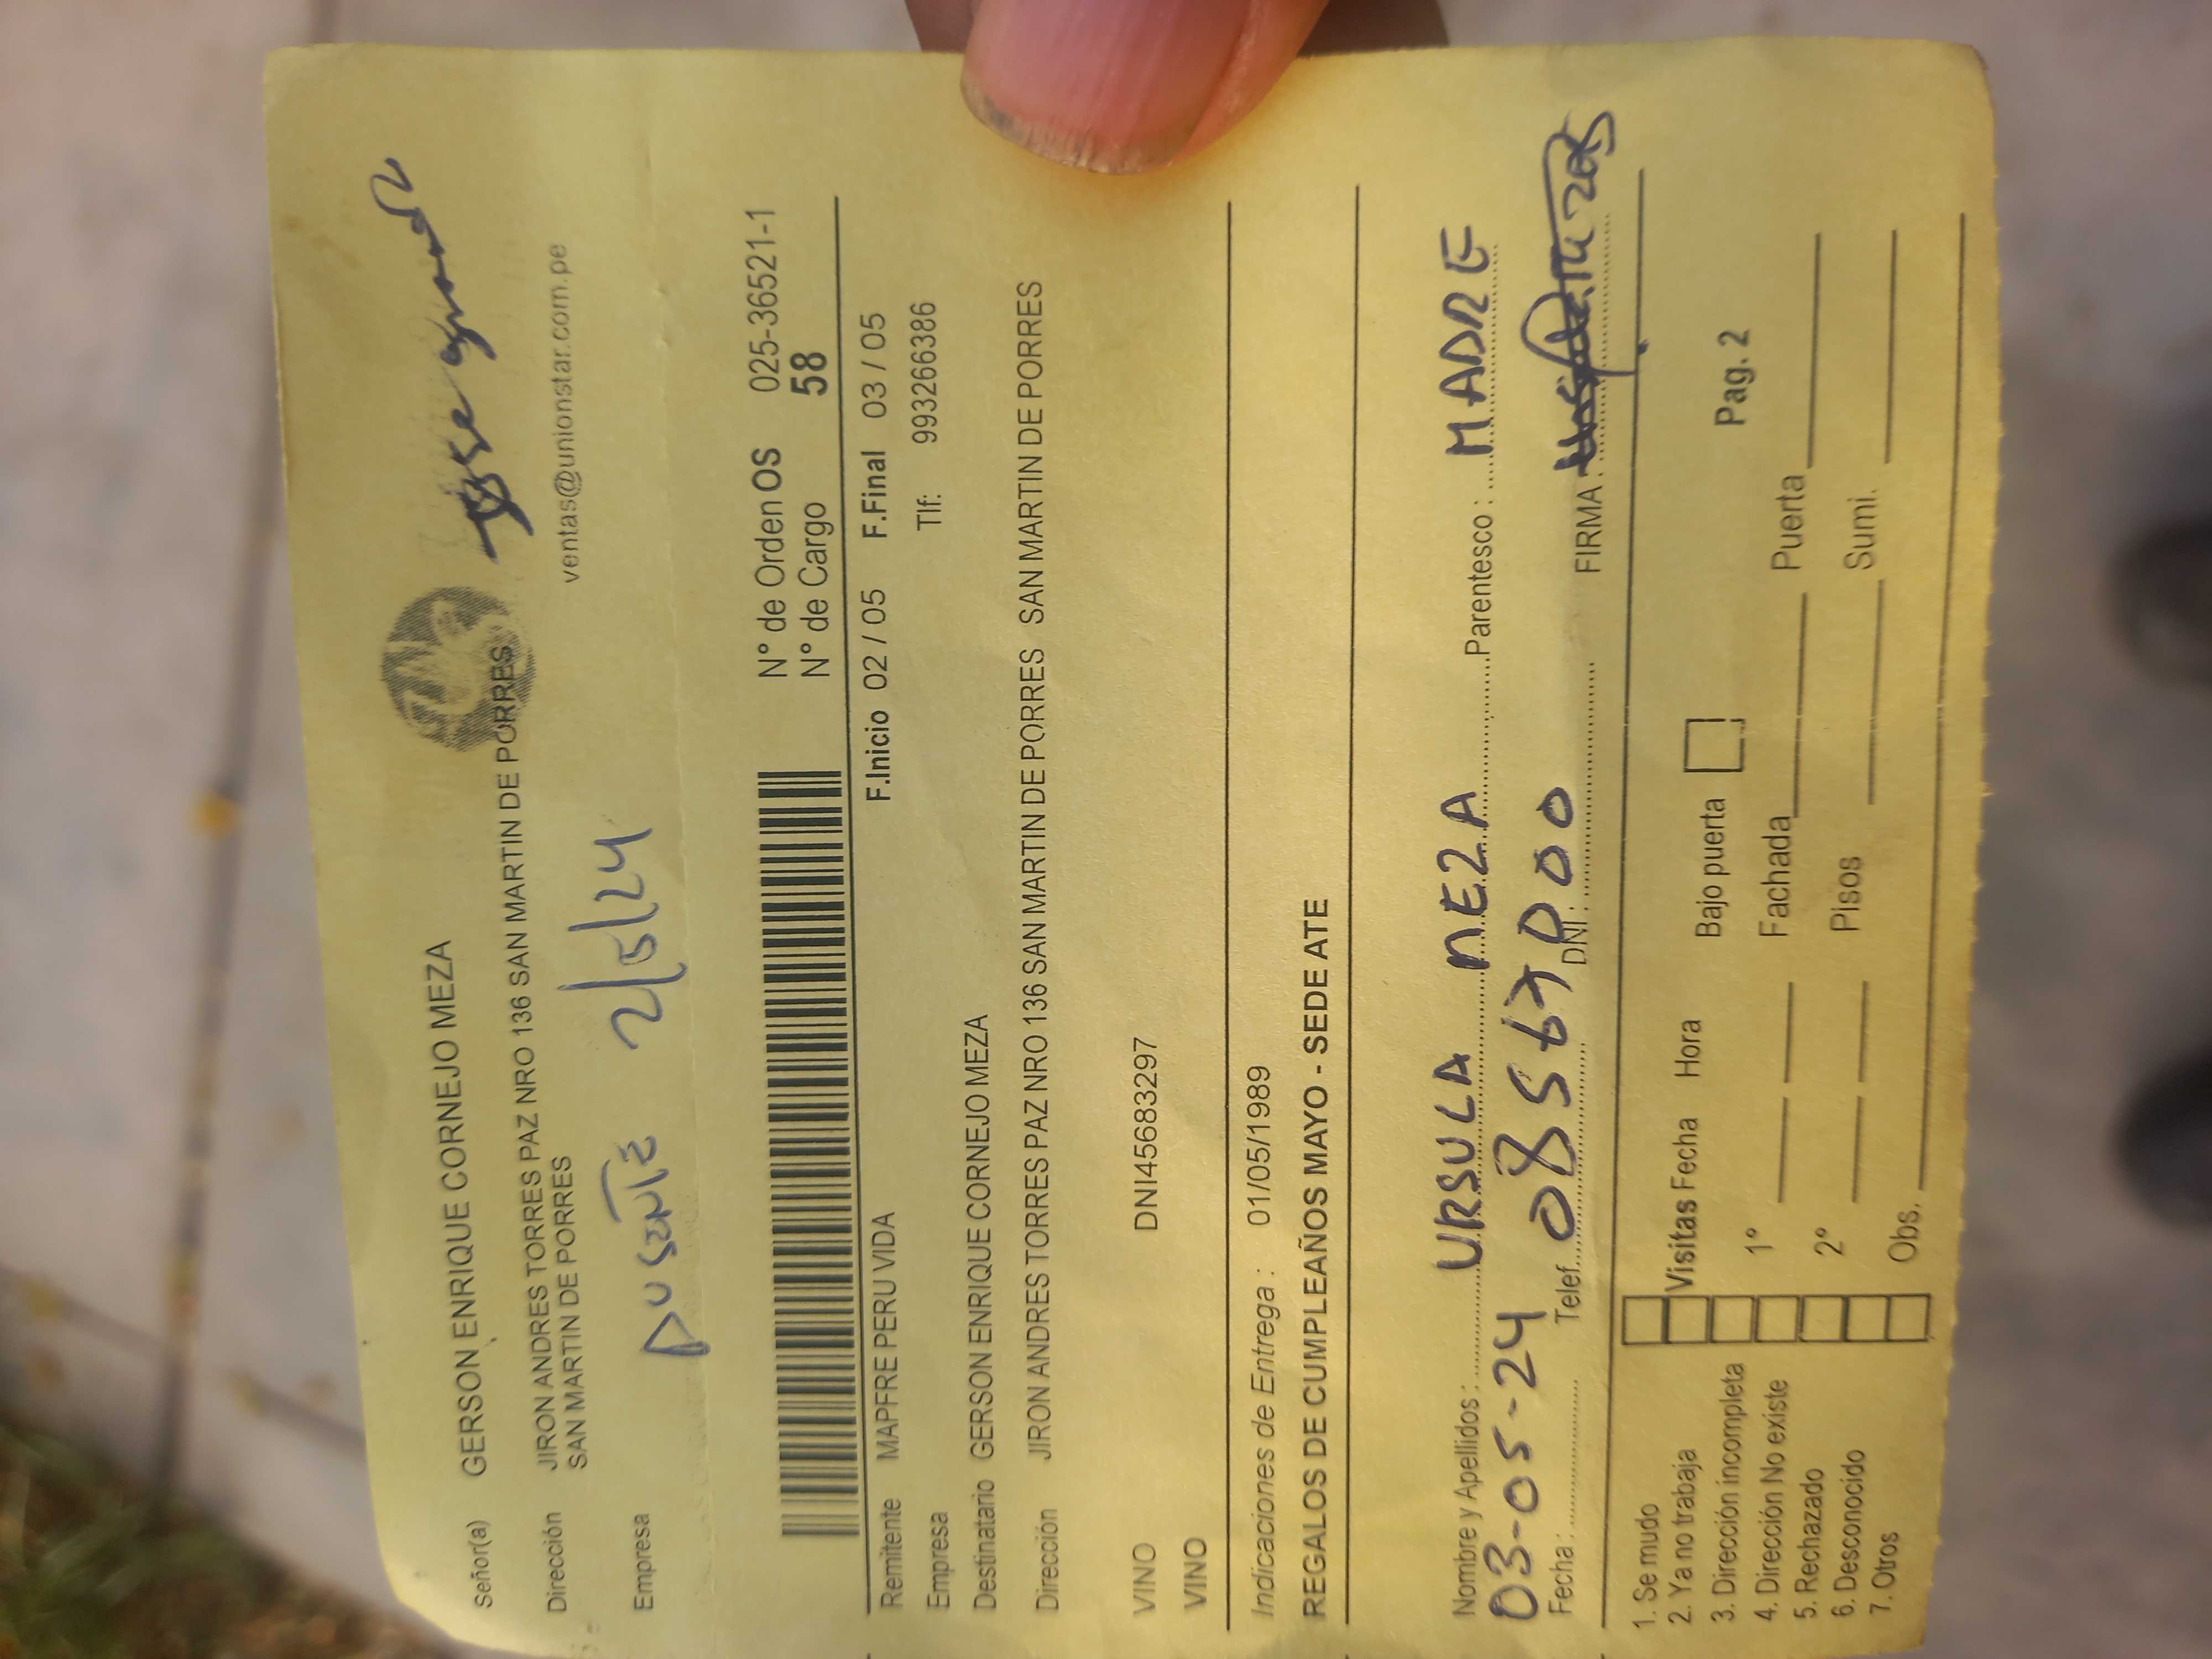 Señor(a) GERSON ENRIQUE CORNEJO MEZA
Dirección JIRON ANDRES TORRES PAZ NRO 136 SAN MARTIN DE PORRES
SAN MARTIN DE PORRES
ventas@unionstar.com.pe
Empresa
AUSENTE 2/5/24
N° de Orden OS 025-36521-1
N° de Cargo 58
F.Inicio 02 / 05 F.Final 03 / 05
Remitente MAPFRE PERU VIDA
Empresa Tlf: 993266386
Destinatario GERSON ENRIQUE CORNEJO MEZA
Dirección JIRON ANDRES TORRES PAZ NRO 136 SAN MARTIN DE PORRES SAN MARTIN DE PORRES
VINO DNI45683297
VINO
Indicaciones de Entrega : 01/05/1989
REGALOS DE CUMPLEAÑOS MAYO - SEDE ATE
Nombre y Apellidos : URSULA MEZA Parentesco : MADRE
03-05-24
Fecha : Telef. DNI : FIRMA :
1. Se mudo
2. Ya no trabaja Visitas Fecha Hora Bajo puerta Pag. 2
3. Dirección incompleta
4. Dirección No existe 1° Fachada Puerta
5. Rechazado
6. Desconocido 2° Pisos Sumi.
7. Otros Obs.